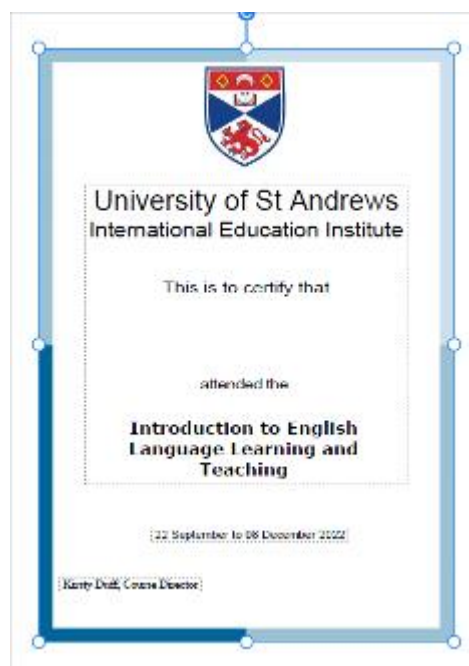 University of St Andrews
International Education Institute
This is to certify that
attended the
Introduction to English
Language Learning and
Teaching
22 September to 08 December 2022
Kirsty Duff, Course Director